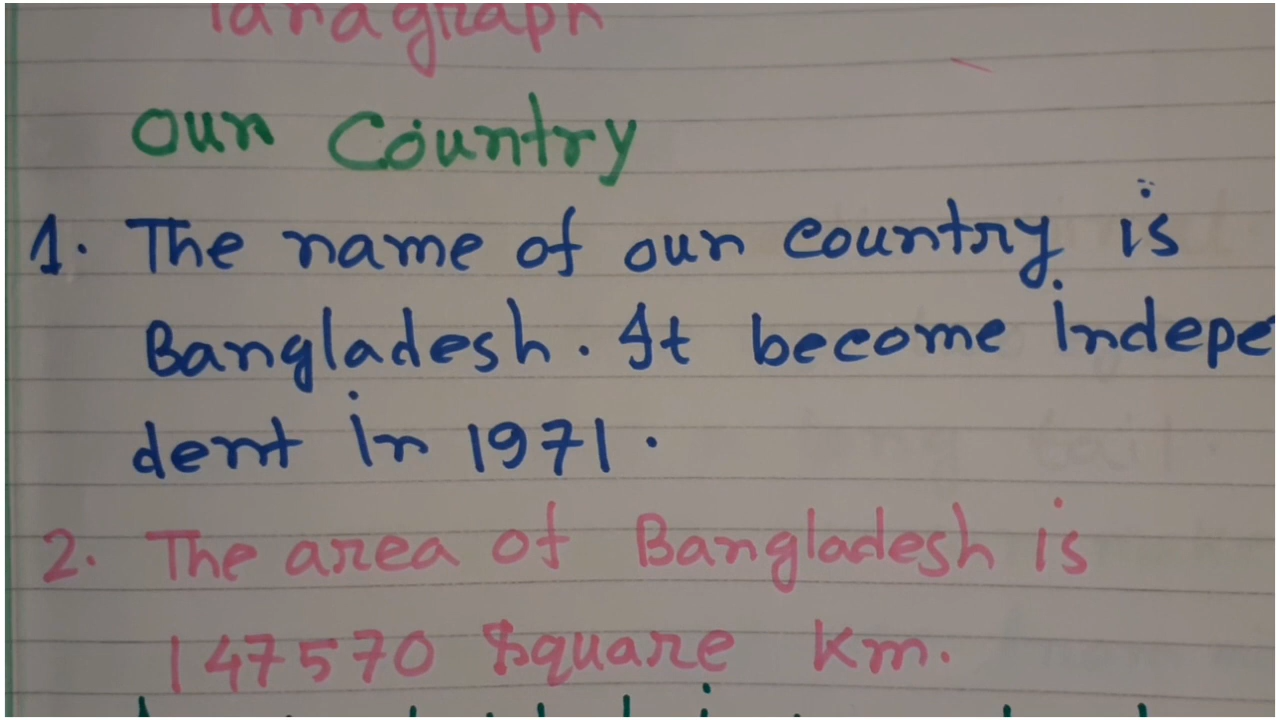 Paragraph
Our Country
1. The name of our country is
Bangladesh. It become Indepe
dent in 1971.
2. The area of Bangladesh is
147570 Square Km.